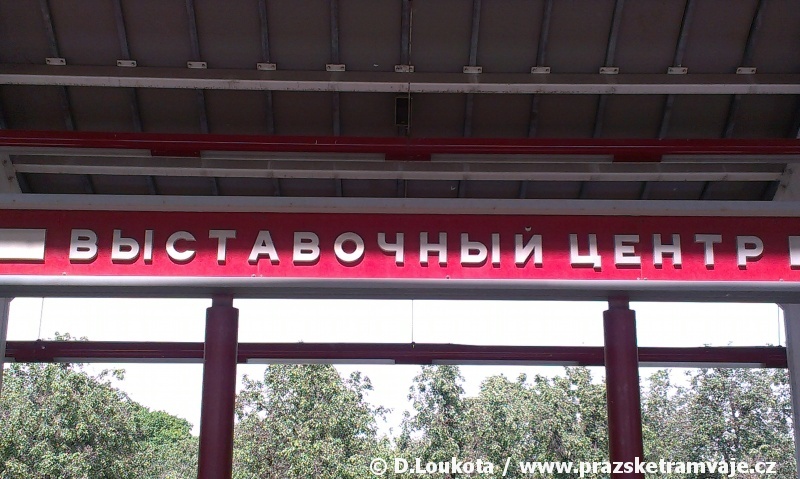 ВЫСТАВОЧНЫЙ ЦЕНТР
© D.Loukota / www.prazsketramvaje.cz